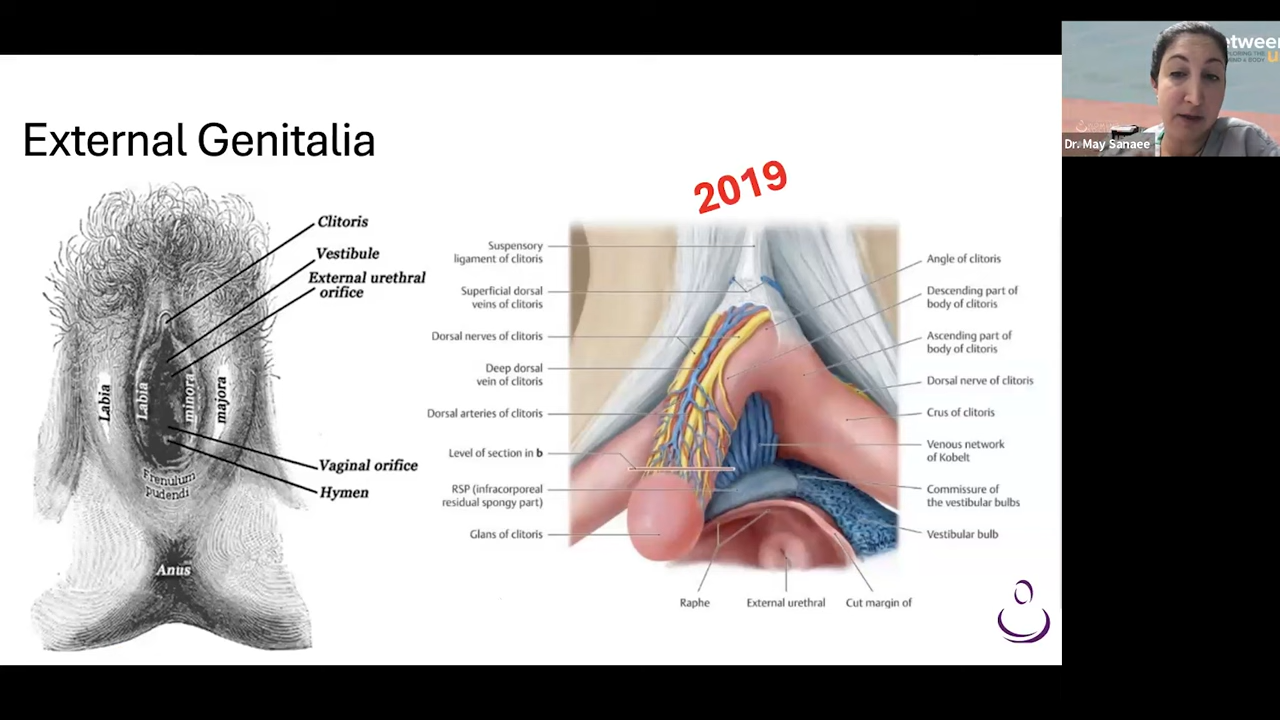 External Genitalia
Clitoris
Vestibule
External urethral
orifice
Labia
Labia
minora
majora
Vaginal orifice
Frenulum
pudendi
Hymen
Anus
2019
Suspensory
ligament of clitoris
Superficial dorsal
veins of clitoris
Dorsal nerves of clitoris
Deep dorsal
vein of clitoris
Dorsal arteries of clitoris
Level of section in b
RSP (infracorporeal
residual spongy part)
Glans of clitoris
Angle of clitoris
Descending part of
body of clitoris
Ascending part of
body of clitoris
Dorsal nerve of clitoris
Crus of clitoris
Venous network
of Kobelt
Commissure of
the vestibular bulbs
Vestibular bulb
Raphe
External urethral
Cut margin of
etween
Dr. May Sanaee